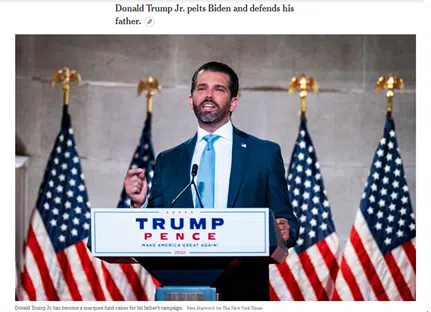 Donald Trump Jr. pelts Biden and defends his
father.
TRUMP
PENCE
MAKE AMERICA GREAT AGAIN!
2020
Donald Trump Jr. has become a marquee fund-raiser for his father's campaign. Pete Marovich for The New York Times